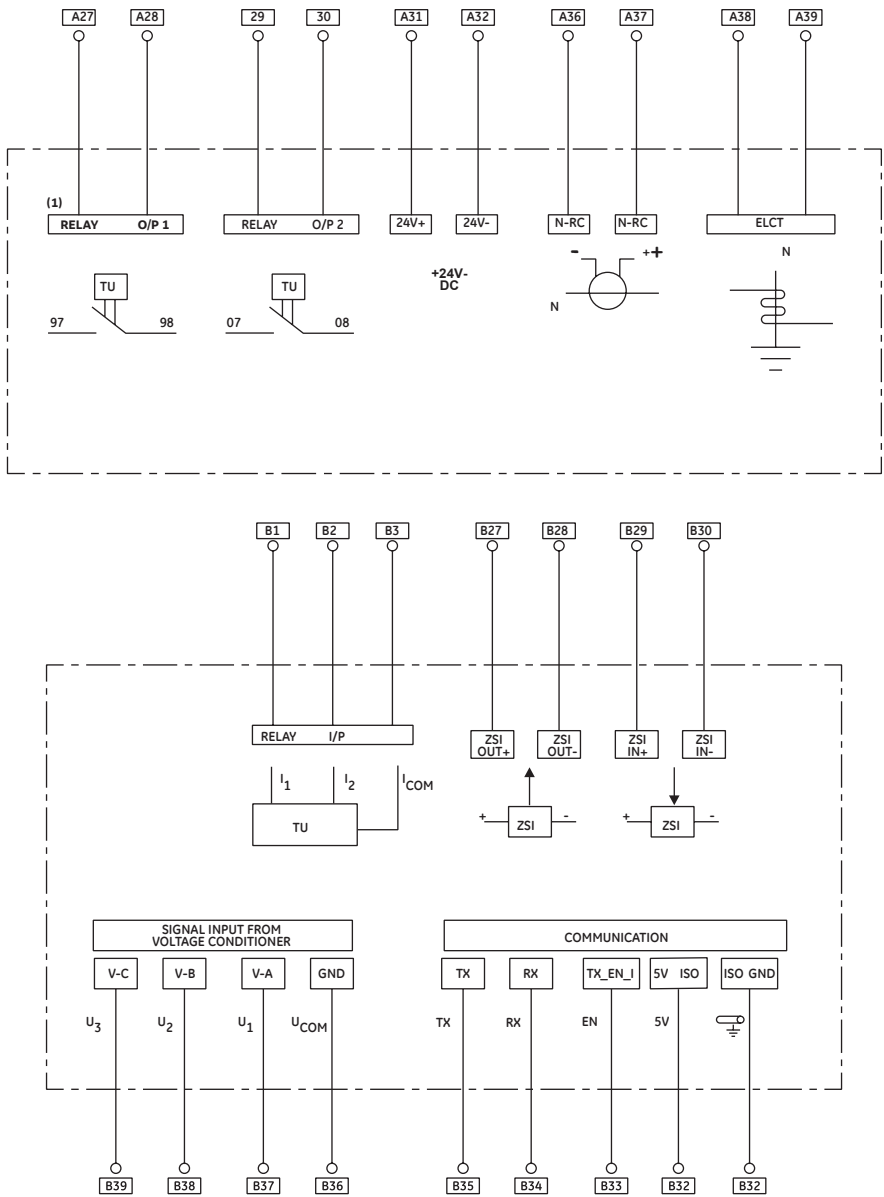 A27 A28 29 30 A31 A32 A36 A37 A38 A39
(1)
RELAY O/P 1 RELAY O/P 2 24V+ 24V- N-RC N-RC ELCT
- ++ N
TU TU +24V-
DC
N
97 98 07 08
B1 B2 B3 B27 B28 B29 B30
RELAY I/P ZSI ZSI ZSI ZSI
OUT+ OUT- IN+ IN-
I1 I2 ICOM
TU + ZSI - + ZSI -
SIGNAL INPUT FROM
VOLTAGE CONDITIONER
COMMUNICATION
V-C V-B V-A GND TX RX TX_EN_I 5V ISO ISO GND
U3 U2 U1 UCOM TX RX EN 5V
B39 B38 B37 B36 B35 B34 B33 B32 B32